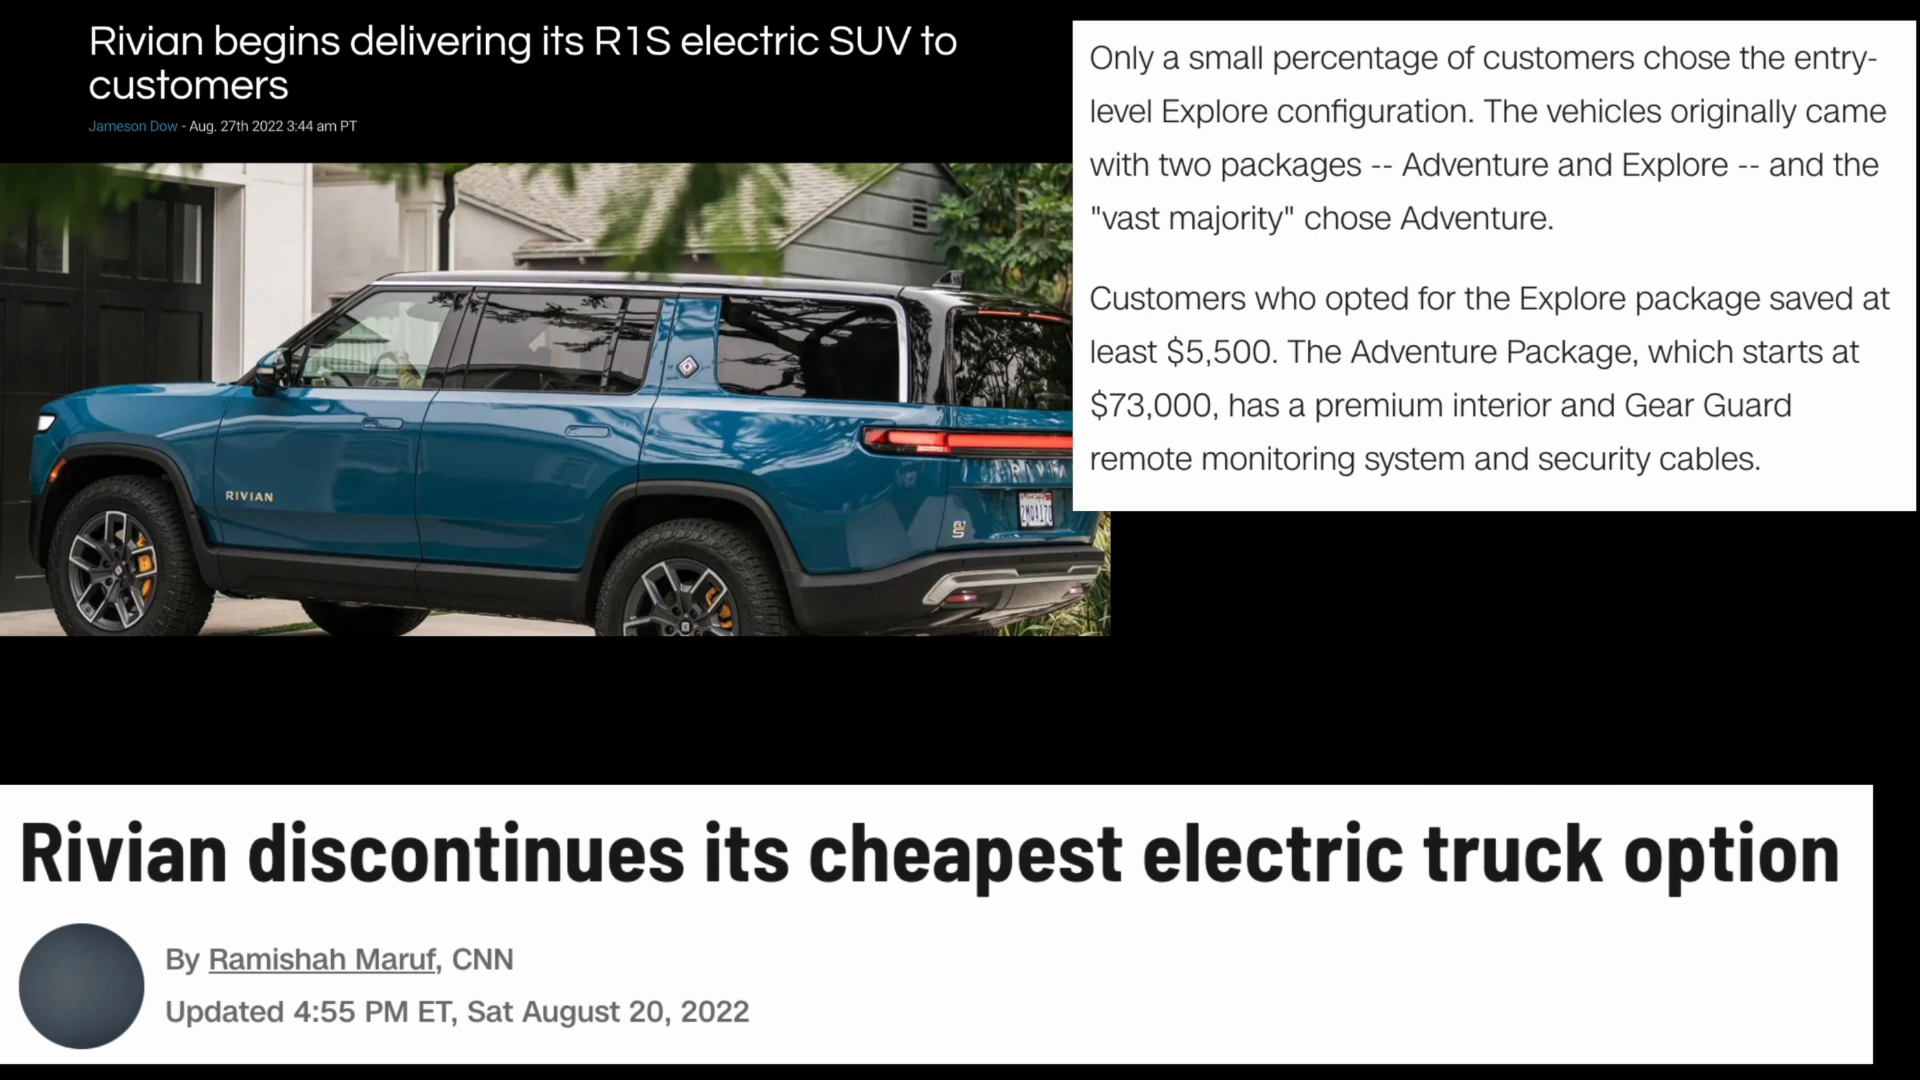 Rivian begins delivering its R1S electric SUV to
customers
Jameson Dow - Aug. 27th 2022 3:44 am PT
Only a small percentage of customers chose the entry-
level Explore configuration. The vehicles originally came
with two packages -- Adventure and Explore -- and the
"vast majority" chose Adventure.
Customers who opted for the Explore package saved at
least $5,500. The Adventure Package, which starts at
$73,000, has a premium interior and Gear Guard
remote monitoring system and security cables.
RIVIAN
RIVIAN
R1S
Rivian discontinues its cheapest electric truck option
By Ramishah Maruf, CNN
Updated 4:55 PM ET, Sat August 20, 2022